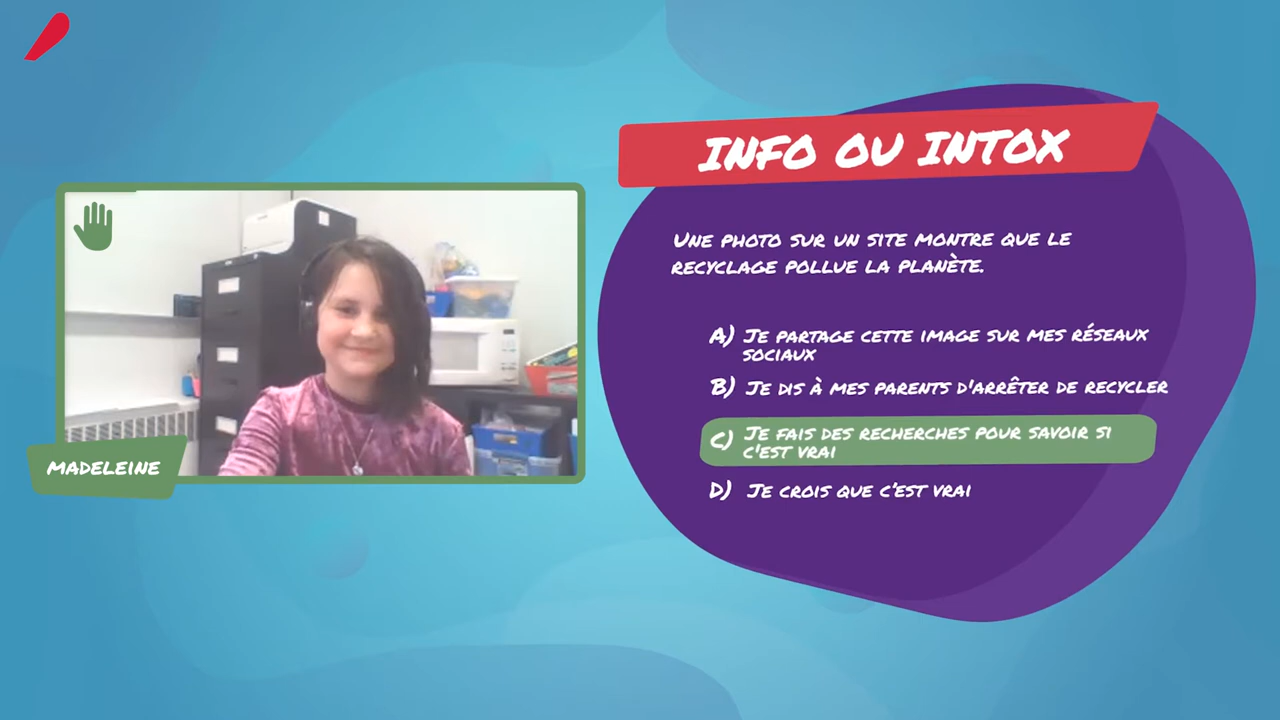 INFO OU INTOX
UNE PHOTO SUR UN SITE MONTRE QUE LE
RECYCLAGE POLLUE LA PLANÈTE.
A) JE PARTAGE CETTE IMAGE SUR MES RÉSEAUX
SOCIAUX
B) JE DIS À MES PARENTS D'ARRÊTER DE RECYCLER
C) JE FAIS DES RECHERCHES POUR SAVOIR SI
C'EST VRAI
D) JE CROIS QUE C'EST VRAI
MADELEINE